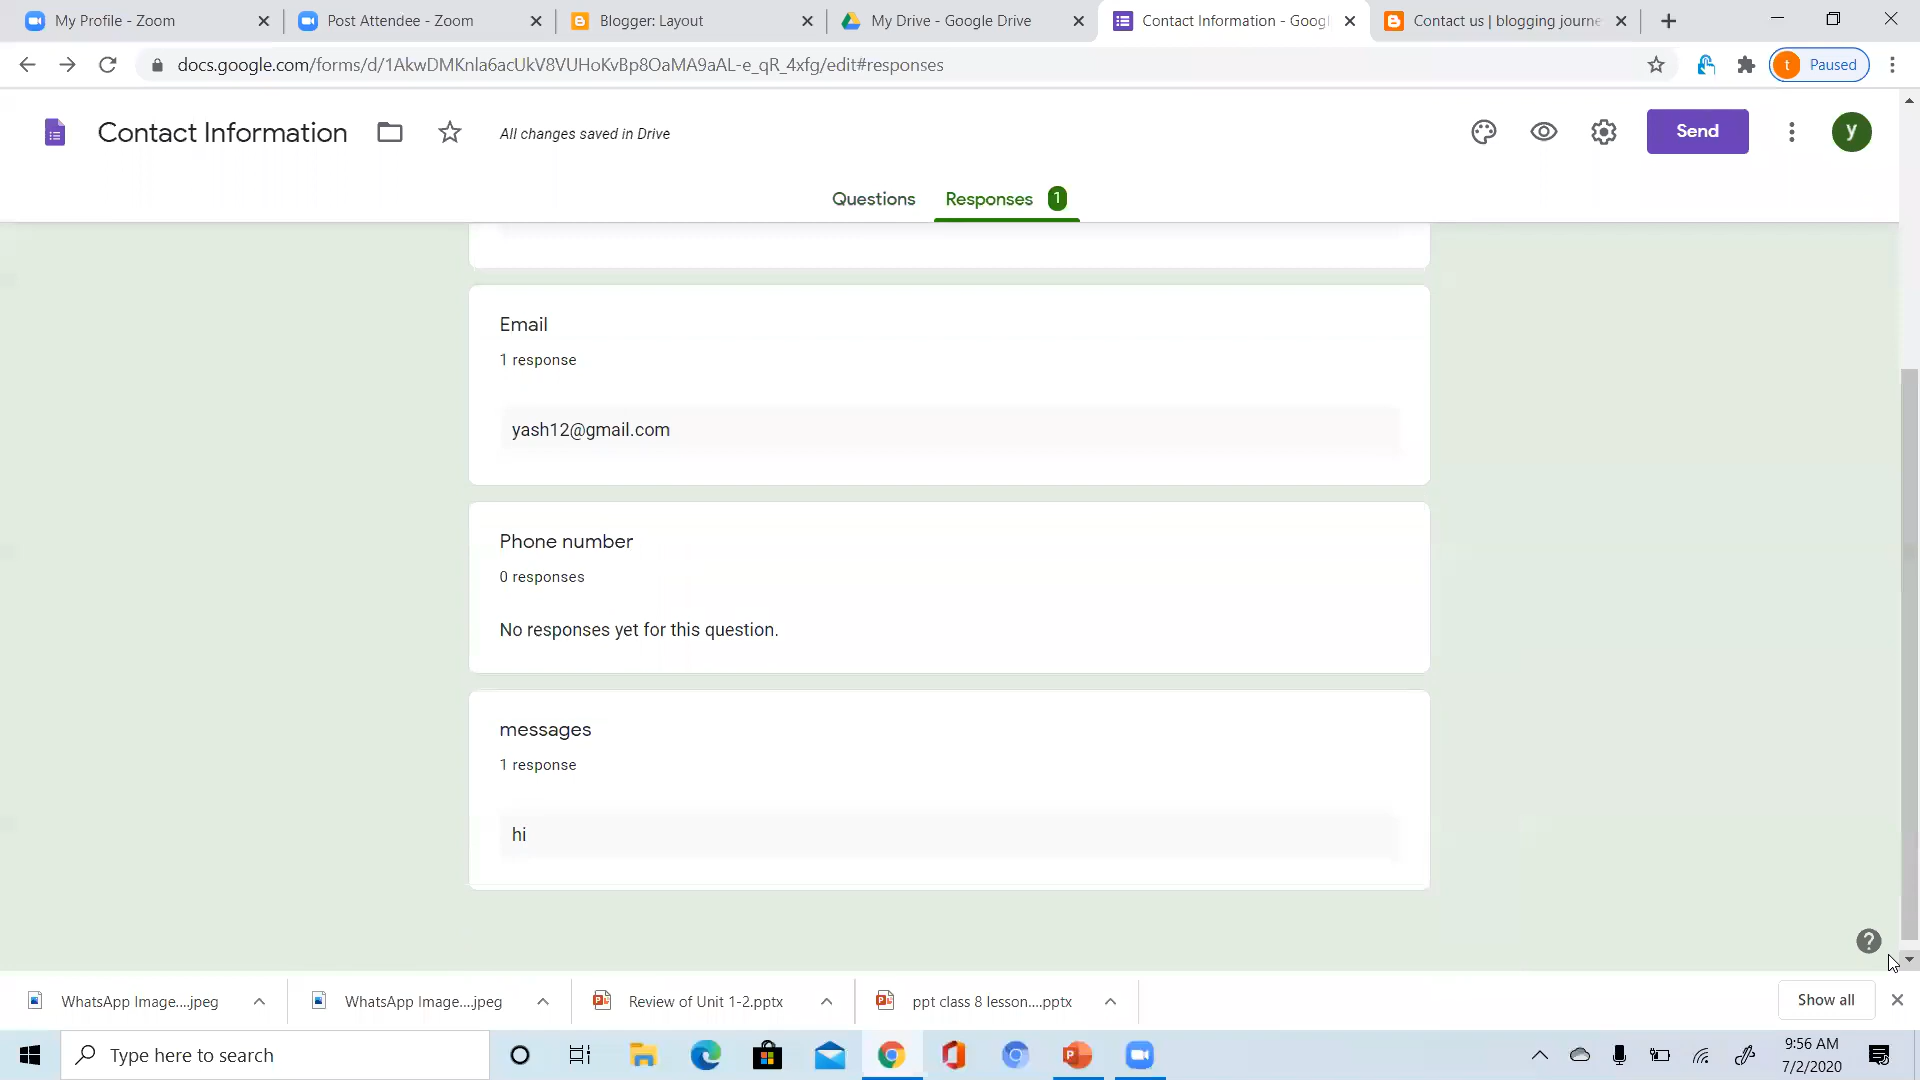 My Profile - Zoom
Post Attendee - Zoom
Blogger: Layout
My Drive - Google Drive
Contact Information - Goog
Contact us | blogging journe
docs.google.com/forms/d/1AkwDMKnla6acUkV8VUHoKvBp8OaMA9aAL-e_qR_4xfg/edit#responses
t Paused
Contact Information
All changes saved in Drive
Send
y
Questions
Responses 1
Email
1 response
yash12@gmail.com
Phone number
0 responses
No responses yet for this question.
messages
1 response
hi
WhatsApp Image....jpeg
WhatsApp Image....jpeg
Review of Unit 1-2.pptx
ppt class 8 lesson....pptx
Show all
Type here to search
9:56 AM
7/2/2020